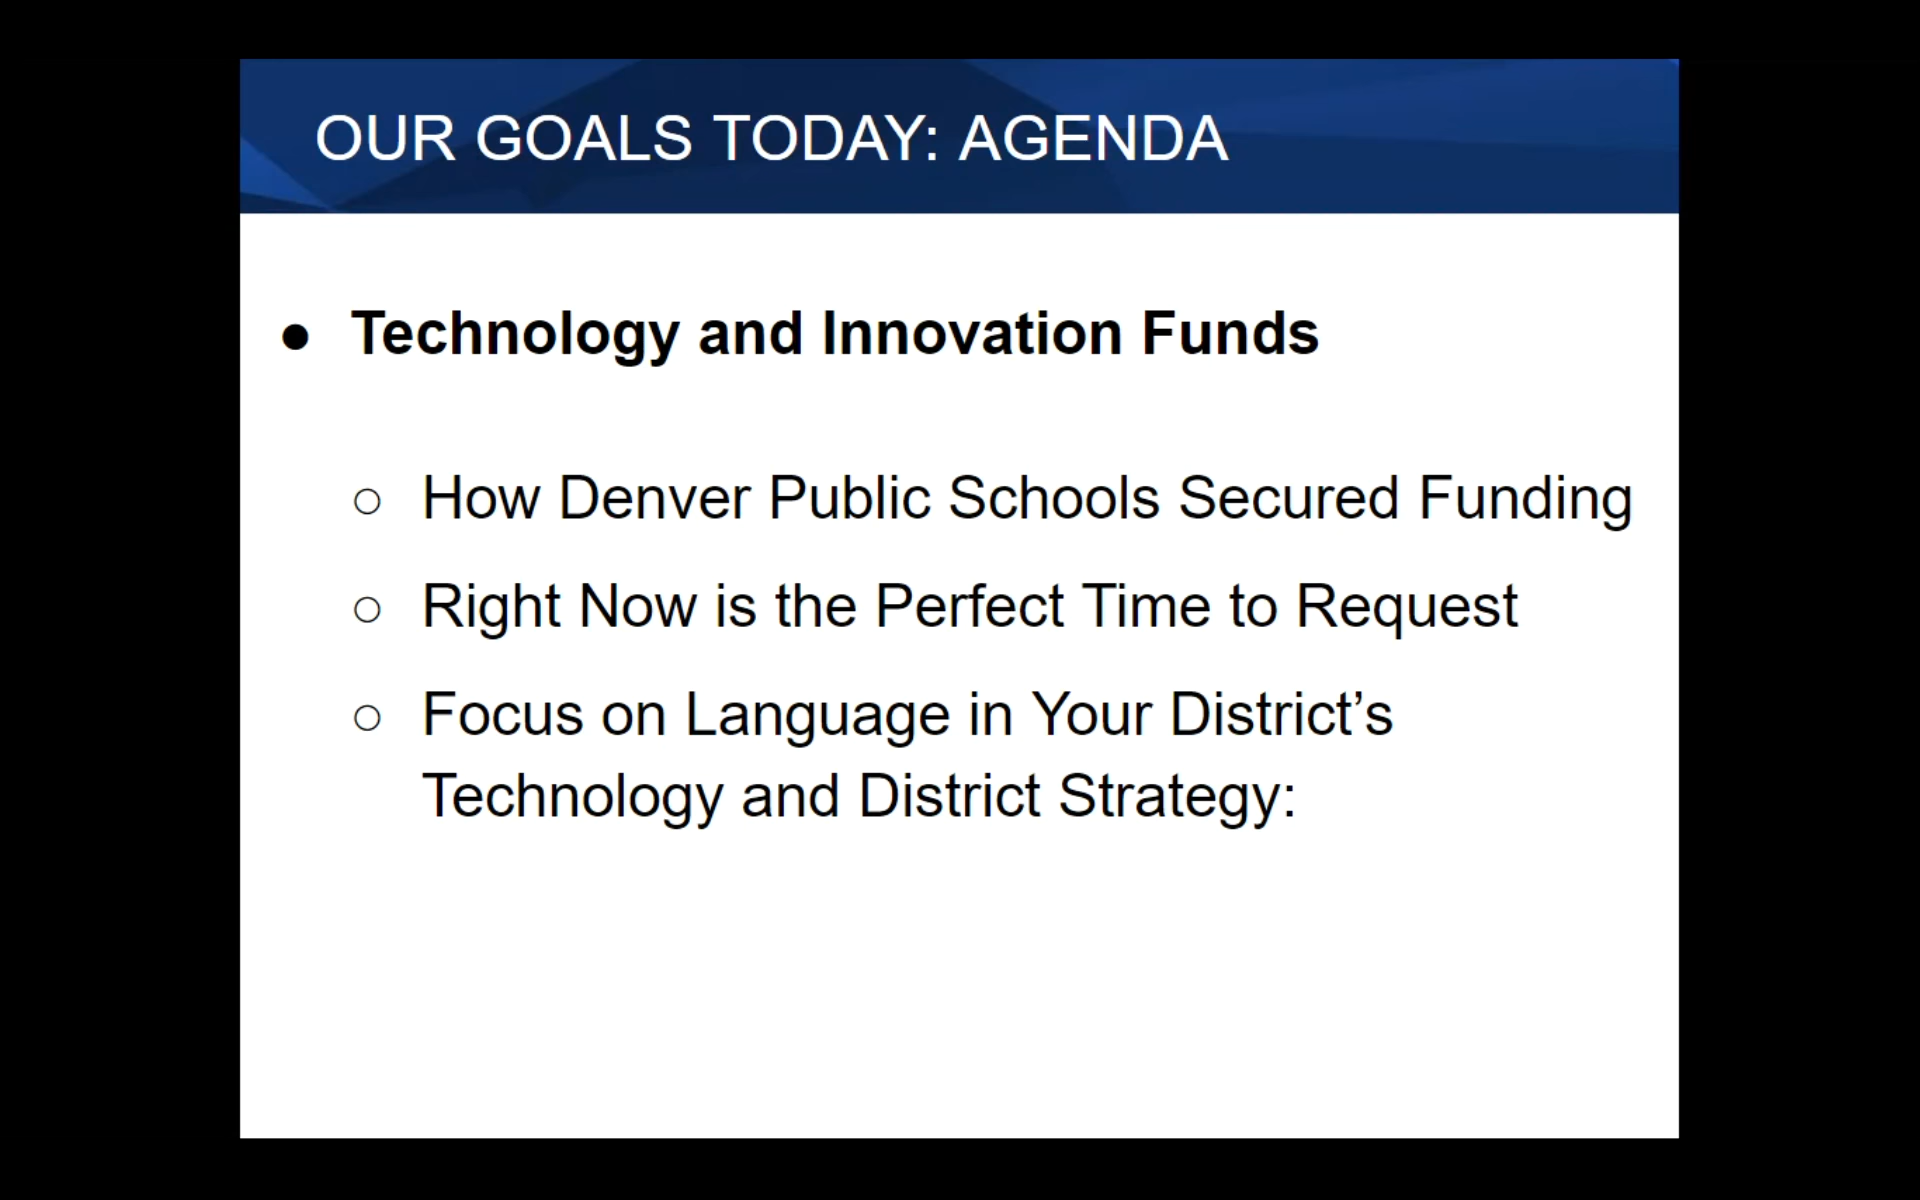 OUR GOALS TODAY: AGENDA
● Technology and Innovation Funds
○ How Denver Public Schools Secured Funding
○ Right Now is the Perfect Time to Request
○ Focus on Language in Your District’s
Technology and District Strategy: